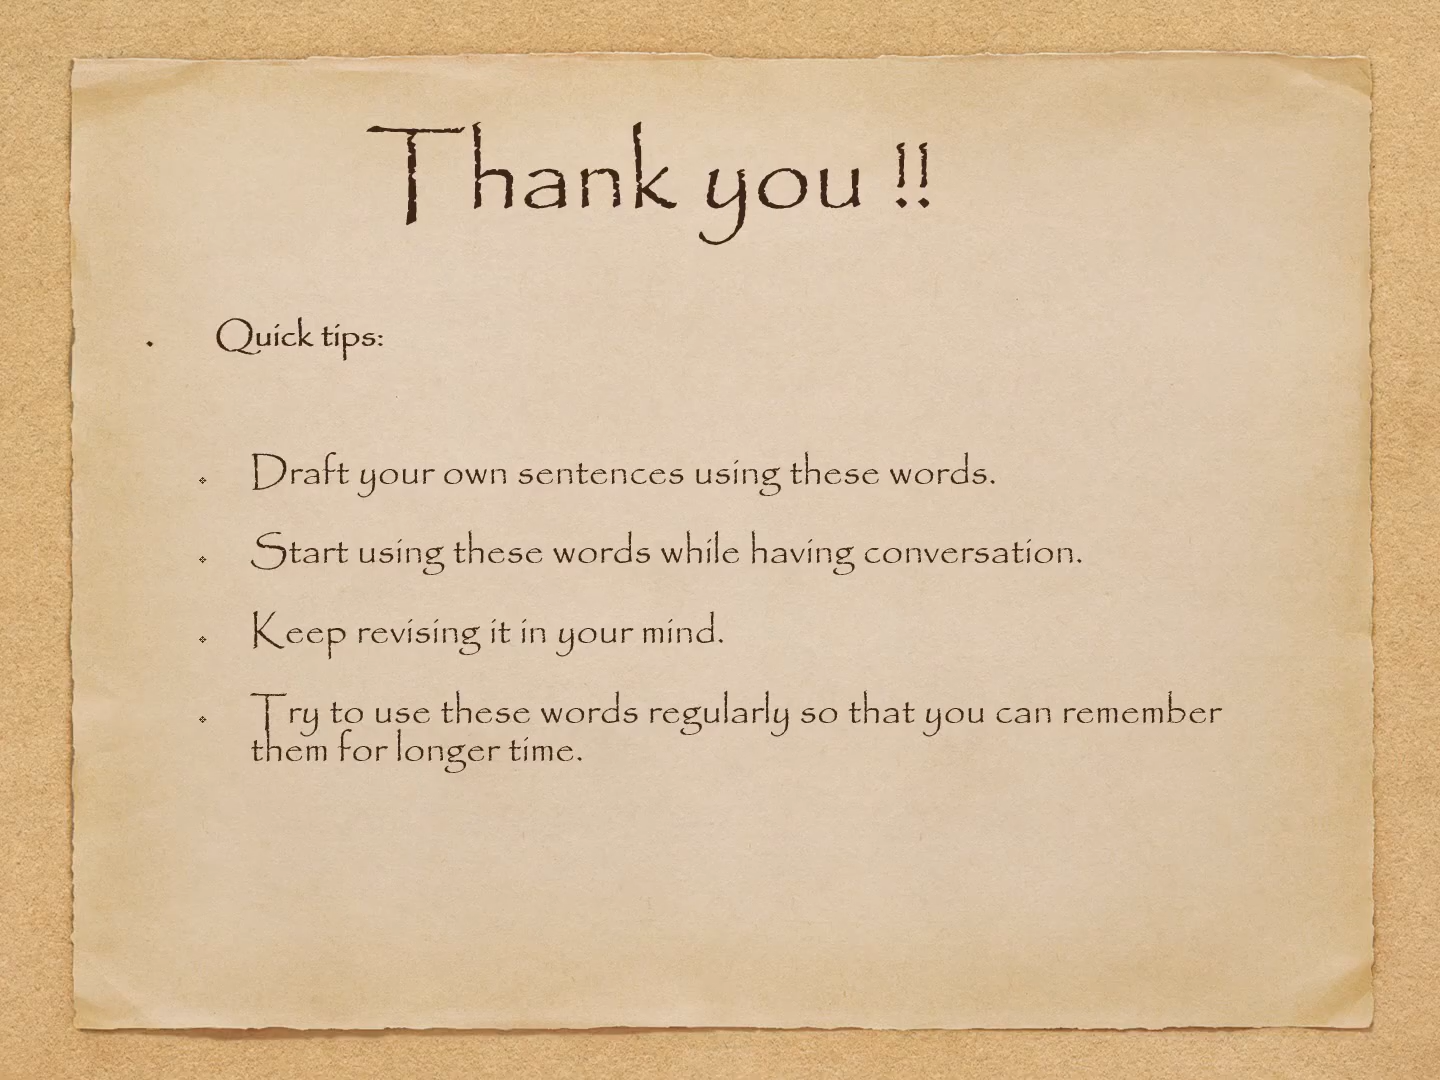 Thank you !!
• Quick tips:
❖ Draft your own sentences using these words.
❖ Start using these words while having conversation.
❖ Keep revising it in your mind.
❖ Try to use these words regularly so that you can remember
them for longer time.